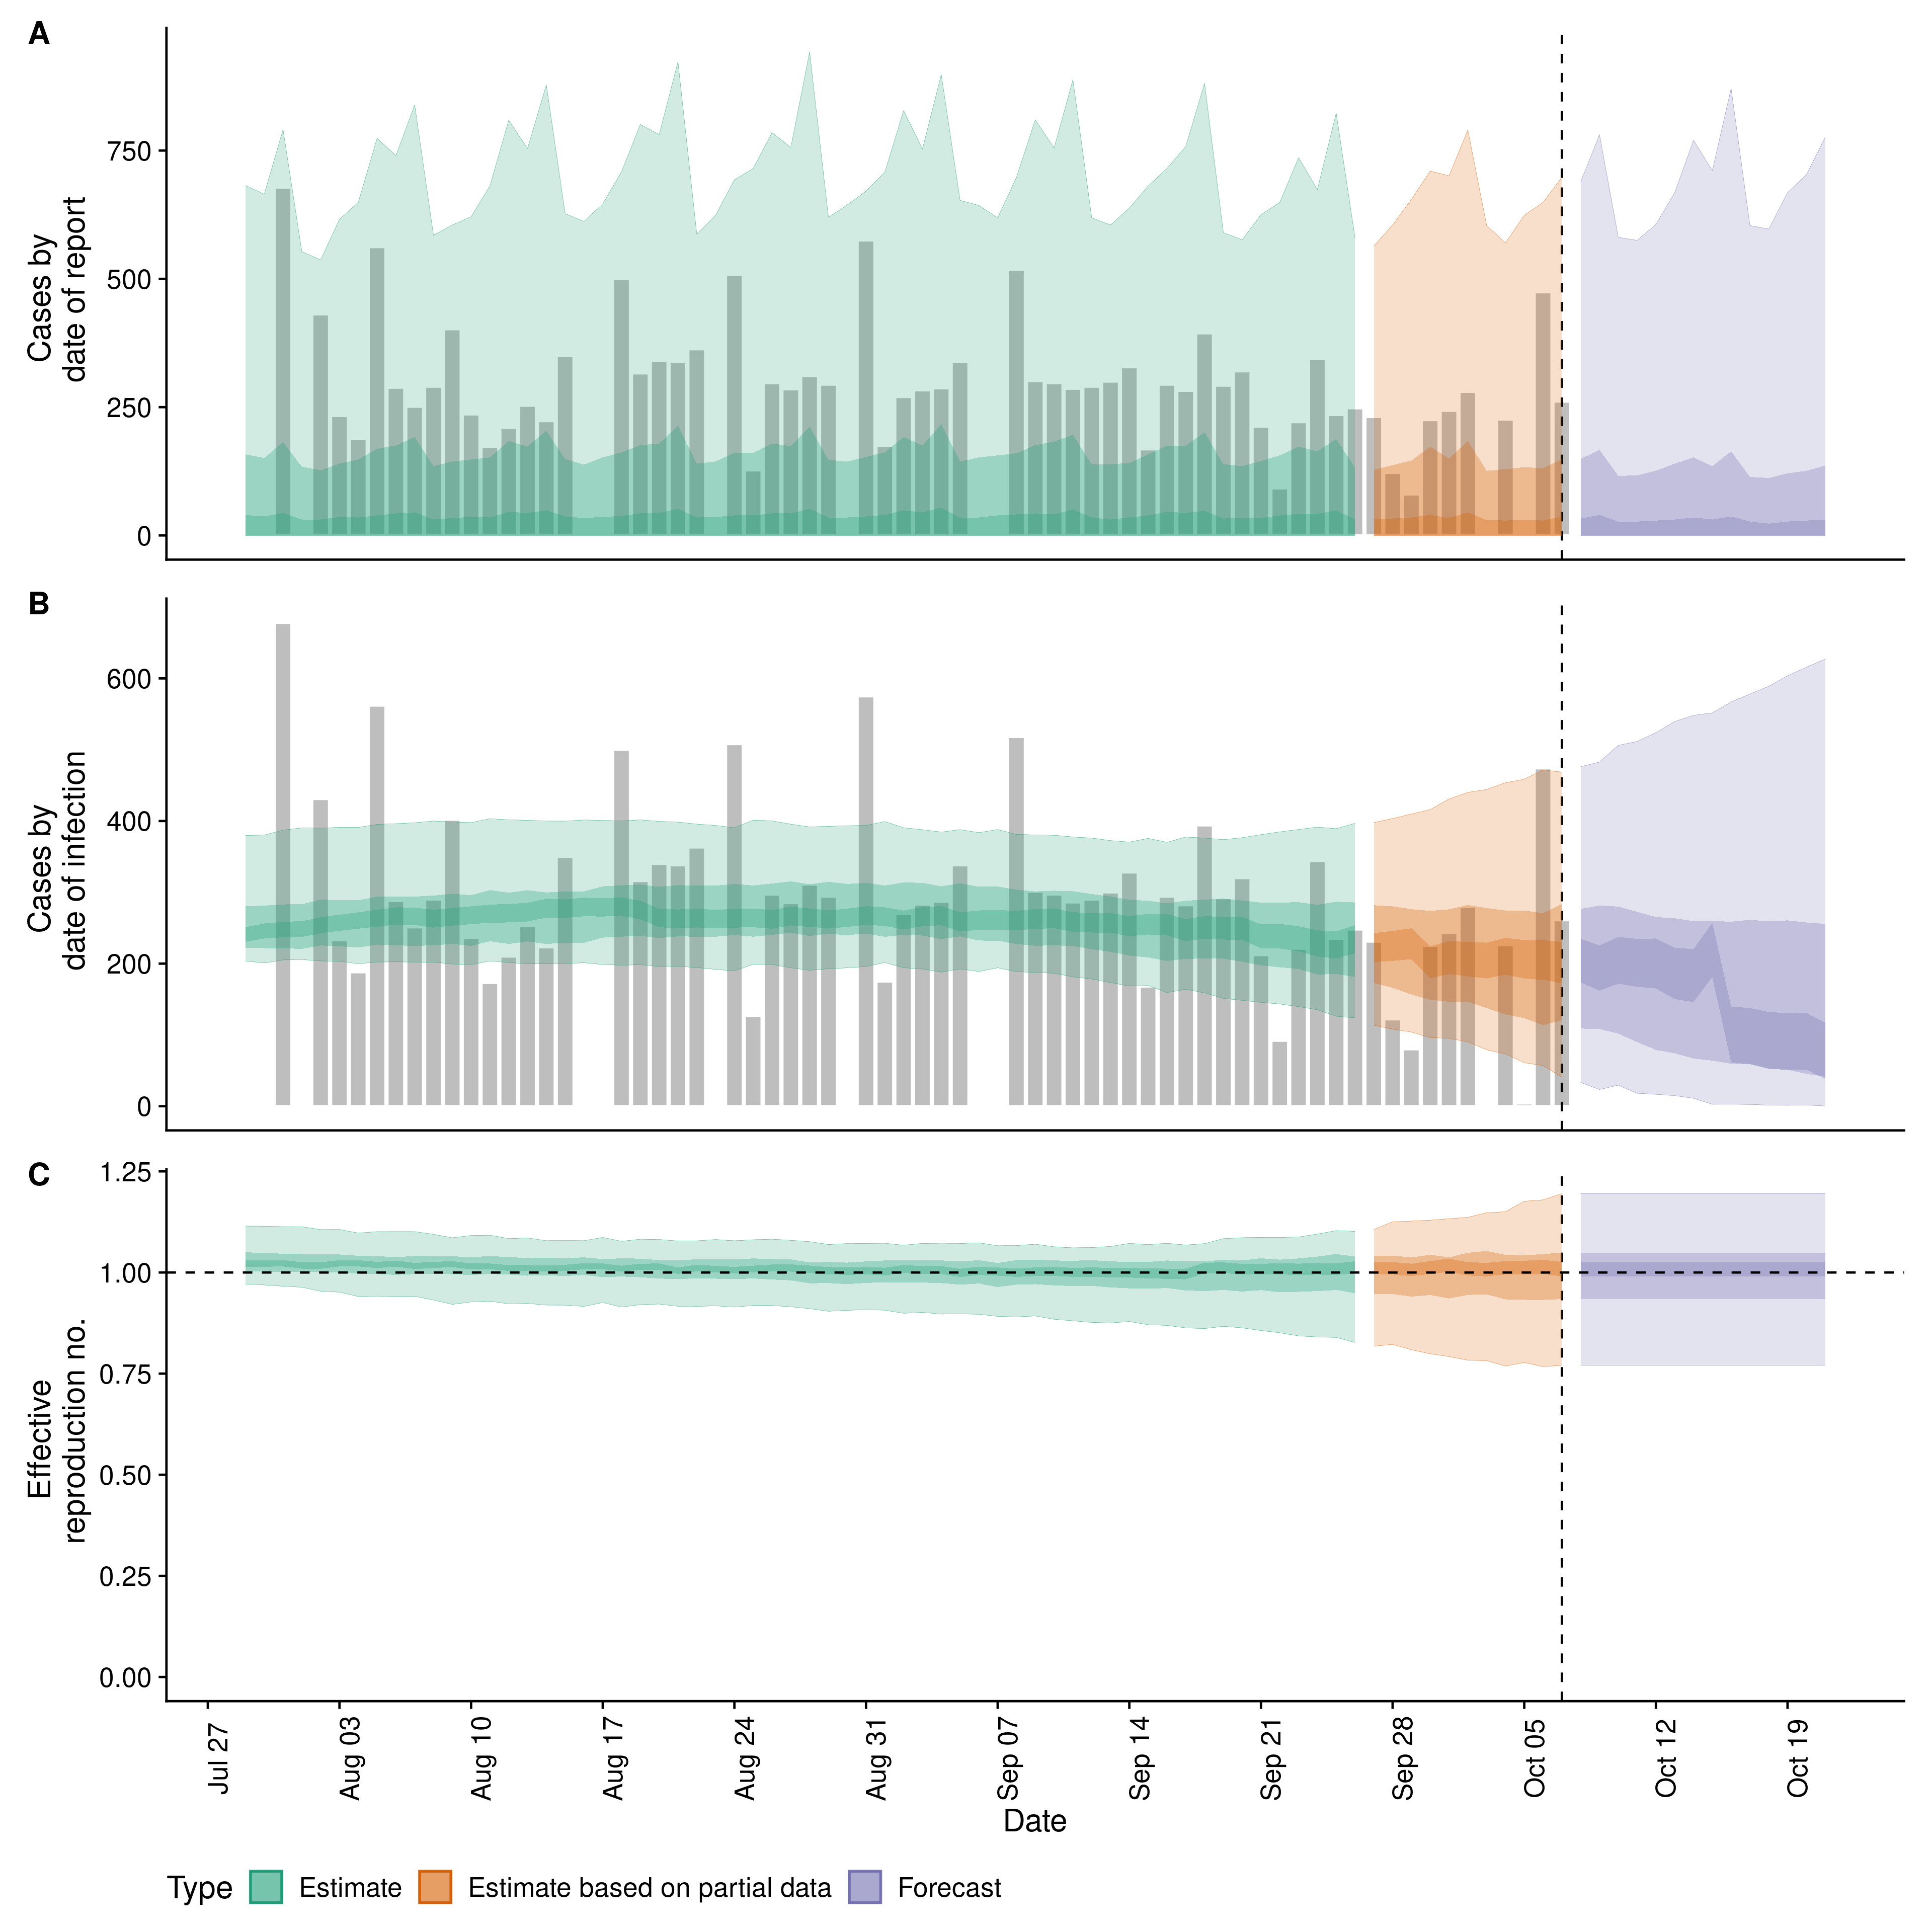 A
Cases by
date of report
750
500
250
0
B
Cases by
date of infection
600
400
200
0
C
Effective
reproduction no.
1.25
1.00
0.75
0.50
0.25
0.00
Jul 27
Aug 03
Aug 10
Aug 17
Aug 24
Aug 31
Sep 07
Sep 14
Sep 21
Sep 28
Oct 05
Oct 12
Oct 19
Date
Type Estimate Estimate based on partial data Forecast